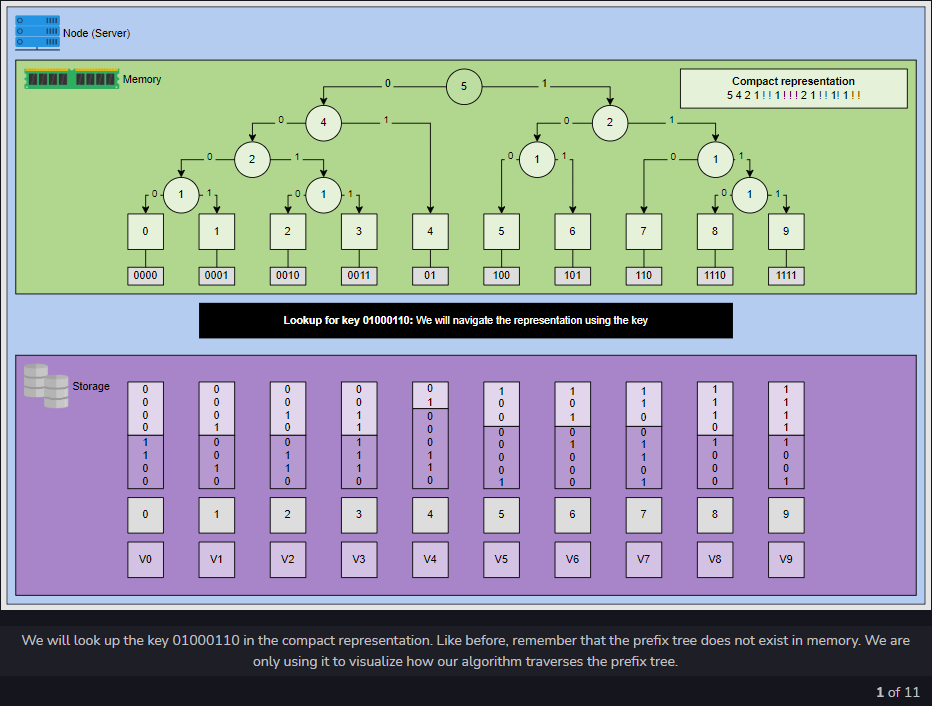 Node (Server)
Memory
Compact representation
5 4 2 1 ! ! 1 ! ! ! 2 1 ! ! 1! 1 ! !
0 5 1
0 4 1 0 2 1
0 2 1 0 1 1 0 1 1
0 1 1 0 1 1 0 1 1
0 1 2 3 4 5 6 7 8 9
0000 0001 0010 0011 01 100 101 110 1110 1111
Lookup for key 01000110: We will navigate the representation using the key
Storage
0 0 0 0 0 1 1 1 1 1
0 0 0 0 1 0 0 1 1 1
0 0 1 1 0 0 1 0 1 1
0 1 0 1 0 0 0 0 0 1
1 0 0 1 0 0 1 1 1 1
1 0 1 1 1 0 0 1 0 0
0 1 1 1 1 0 0 0 0 0
0 0 0 0 0 1 0 1 0 1
0 1 2 3 4 5 6 7 8 9
V0 V1 V2 V3 V4 V5 V6 V7 V8 V9
We will look up the key 01000110 in the compact representation. Like before, remember that the prefix tree does not exist in memory. We are
only using it to visualize how our algorithm traverses the prefix tree.
1 of 11